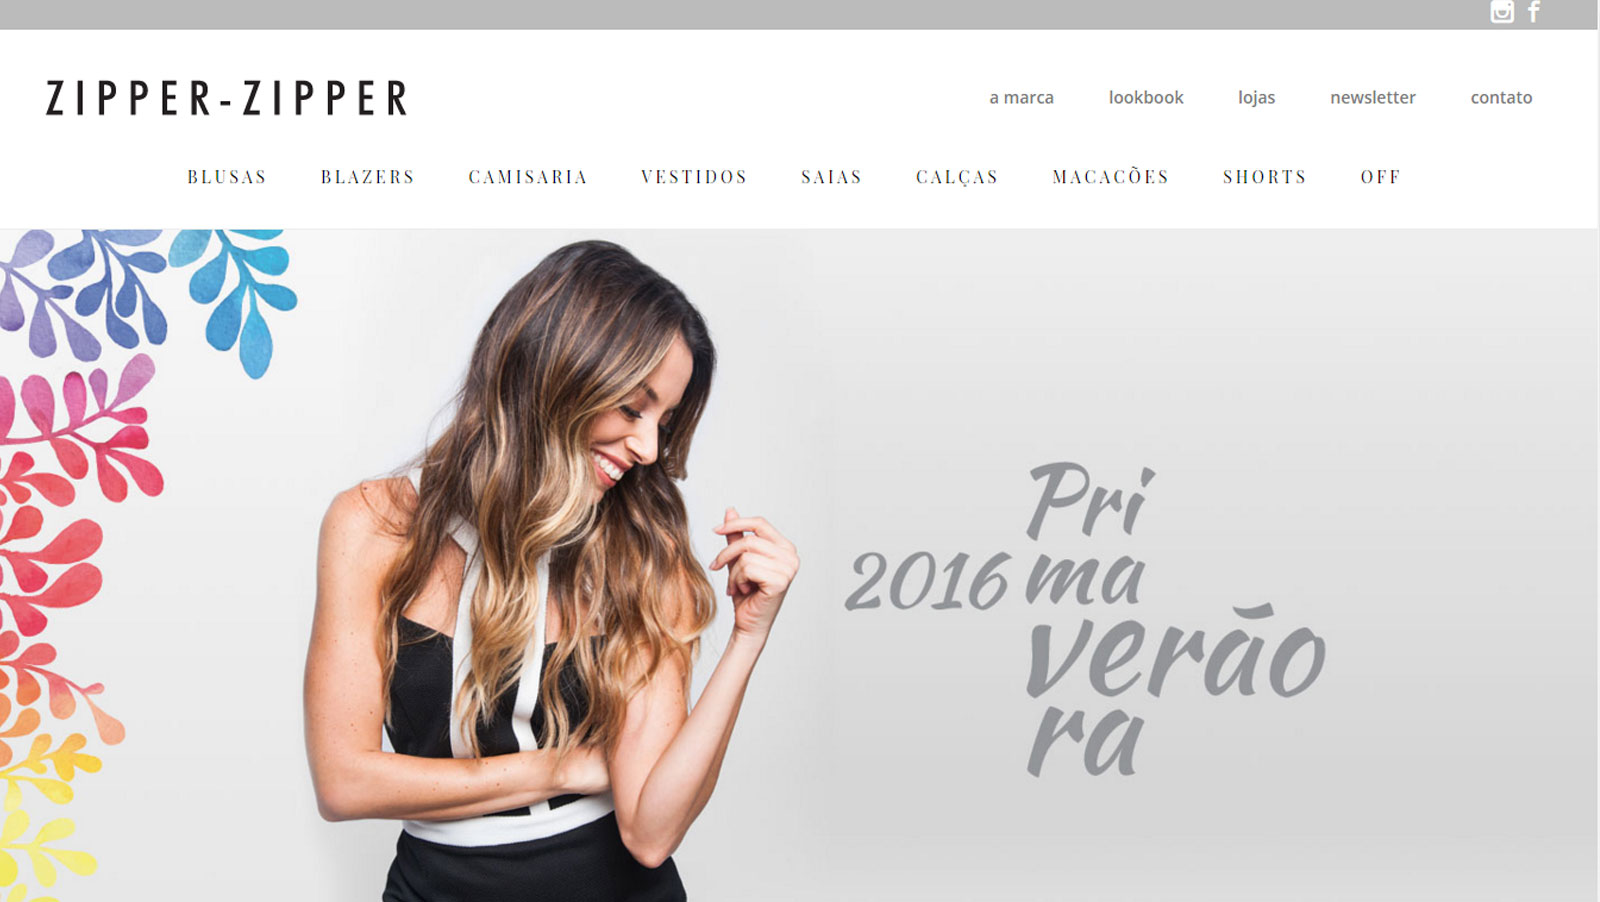 ZIPPER-ZIPPER
a marca lookbook lojas newsletter contato
BLUSAS BLAZERS CAMISARIA VESTIDOS SAIAS CALÇAS MACACÕES SHORTS OFF
Pri
2016 ma
verão
ra